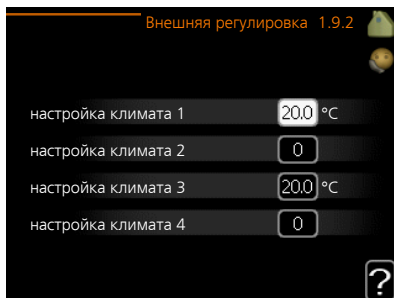 Внешняя регулировка 1.9.2
настройка климата 1 20.0 °C
настройка климата 2 0
настройка климата 3 20.0 °C
настройка климата 4 0
?